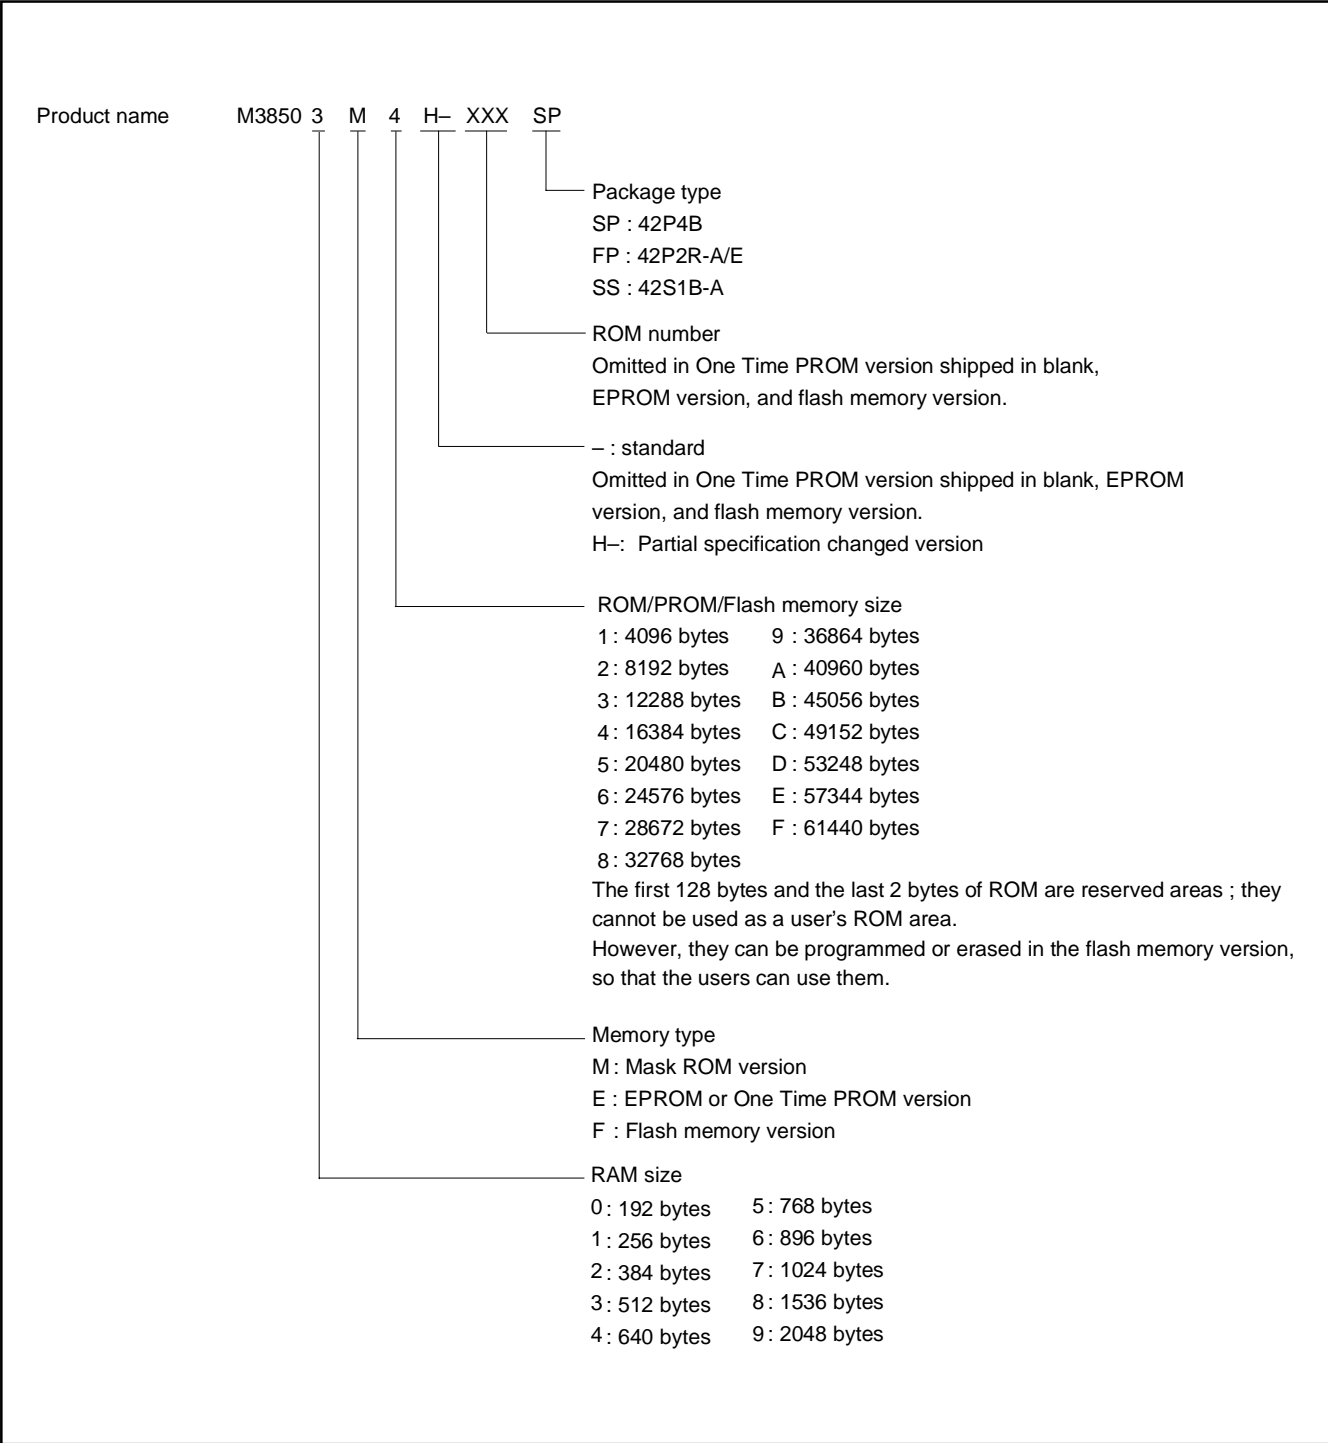 Product name M3850 3 M 4 H– XXX SP
Package type
SP : 42P4B
FP : 42P2R-A/E
SS : 42S1B-A
ROM number
Omitted in One Time PROM version shipped in blank,
EPROM version, and flash memory version.
– : standard
Omitted in One Time PROM version shipped in blank, EPROM
version, and flash memory version.
H–: Partial specification changed version
ROM/PROM/Flash memory size
1 : 4096 bytes 9 : 36864 bytes
2 : 8192 bytes A : 40960 bytes
3 : 12288 bytes B : 45056 bytes
4 : 16384 bytes C : 49152 bytes
5 : 20480 bytes D : 53248 bytes
6 : 24576 bytes E : 57344 bytes
7 : 28672 bytes F : 61440 bytes
8 : 32768 bytes
The first 128 bytes and the last 2 bytes of ROM are reserved areas ; they
cannot be used as a user’s ROM area.
However, they can be programmed or erased in the flash memory version,
so that the users can use them.
Memory type
M : Mask ROM version
E : EPROM or One Time PROM version
F : Flash memory version
RAM size
0 : 192 bytes 5 : 768 bytes
1 : 256 bytes 6 : 896 bytes
2 : 384 bytes 7 : 1024 bytes
3 : 512 bytes 8 : 1536 bytes
4 : 640 bytes 9 : 2048 bytes